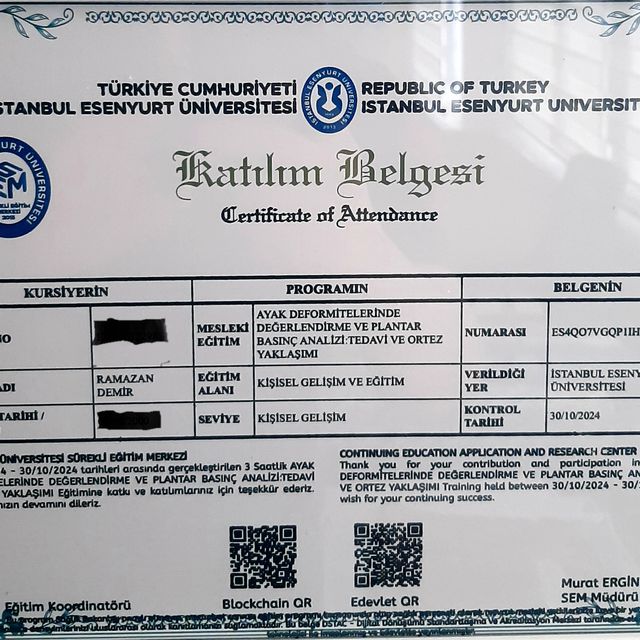 TÜRKİYE CUMHURİYETİ
STANBUL ESENYURT ÜNİVERSİTESİ
REPUBLIC OF TURKEY
ISTANBUL ESENYURT UNIVERSIT
Katılım Belgesi
Certificate of Attendance
KURSİYERİN PROGRAMIN BELGENİN
NO MESLEKİ EĞİTİM AYAK DEFORMİTELERİNDE
DEĞERLENDİRME VE PLANTAR
BASINÇ ANALİZİ:TEDAVİ VE ORTEZ
YAKLAŞIMI
NUMARASI ES4QO7VGQP1IH
ADI RAMAZAN DEMİR EĞİTİM ALANI KİŞİSEL GELİŞİM VE EĞİTİM VERİLDİĞİ YER İSTANBUL ESENY
ÜNİVERSİTESİ
TARİHİ / SEVİYE KİŞİSEL GELİŞİM KONTROL TARİHİ 30/10/2024
ÜNİVERSİTESİ SÜREKLİ EĞİTİM MERKEZİ
4 - 30/10/2024 tarihleri arasında gerçekleştirilen 3 Saatlik AYAK
ELERİNDE DEĞERLENDİRME VE PLANTAR BASINÇ ANALİZİ:TEDAVİ
YAKLAŞIMI Eğitimine katkı ve katılımlarınız için teşekkür ederiz.
nızın devamını dileriz.
CONTINUING EDUCATION APPLICATION AND RESEARCH CENTER
Thank you for your contribution and participation in
DEFORMİTELERİNDE DEĞERLENDİRME VE PLANTAR BASINÇ AN
VE ORTEZ YAKLAŞIMI Training held between 30/10/2024 - 30/
wish for your continuing success.
Eğitim Koordinatörü
Blockchain QR
Edevlet QR
Murat ERGİN
SEM Müdürü